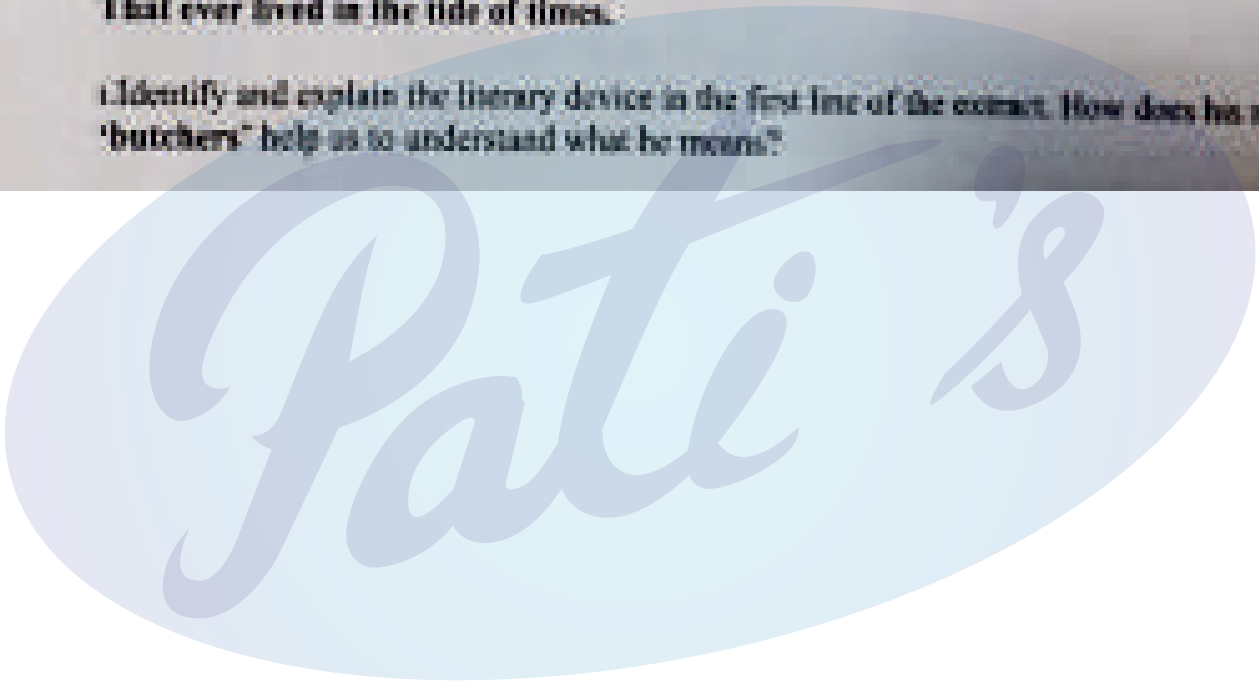 That ever lived in the tide of times.
i.Identify and explain the literary device in the first line of the extract. How does his
'butchers" help us to understand what he means?
Pati's